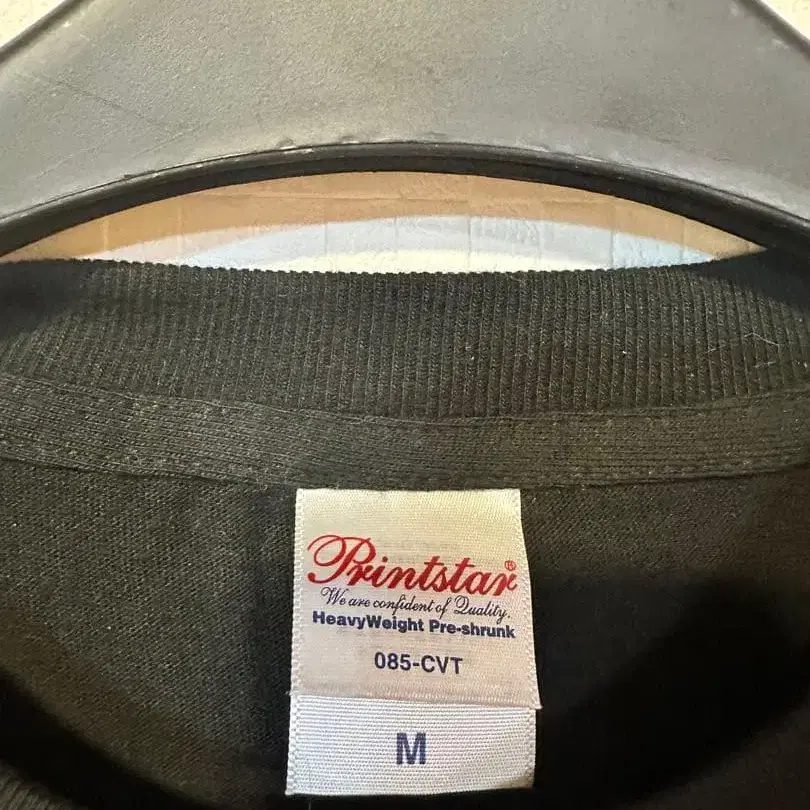 Printstar®
We are confident of Quality.
HeavyWeight Pre-shrunk
085-CVT
M